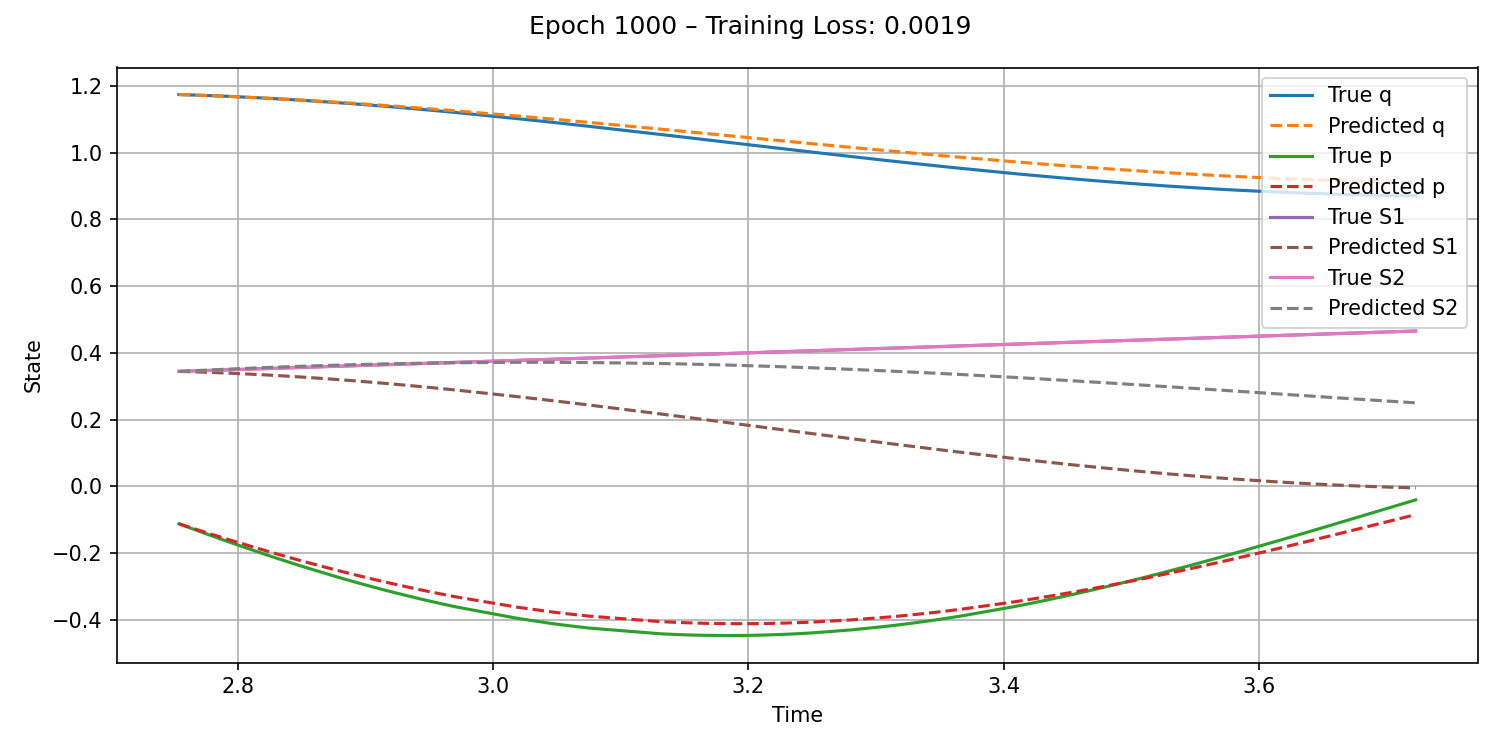 Epoch 1000 – Training Loss: 0.0019
1.2
1.0
0.8
0.6
0.4
0.2
0.0
−0.2
−0.4
State
True q
Predicted q
True p
Predicted p
True S1
Predicted S1
True S2
Predicted S2
2.8 3.0 3.2 3.4 3.6
Time